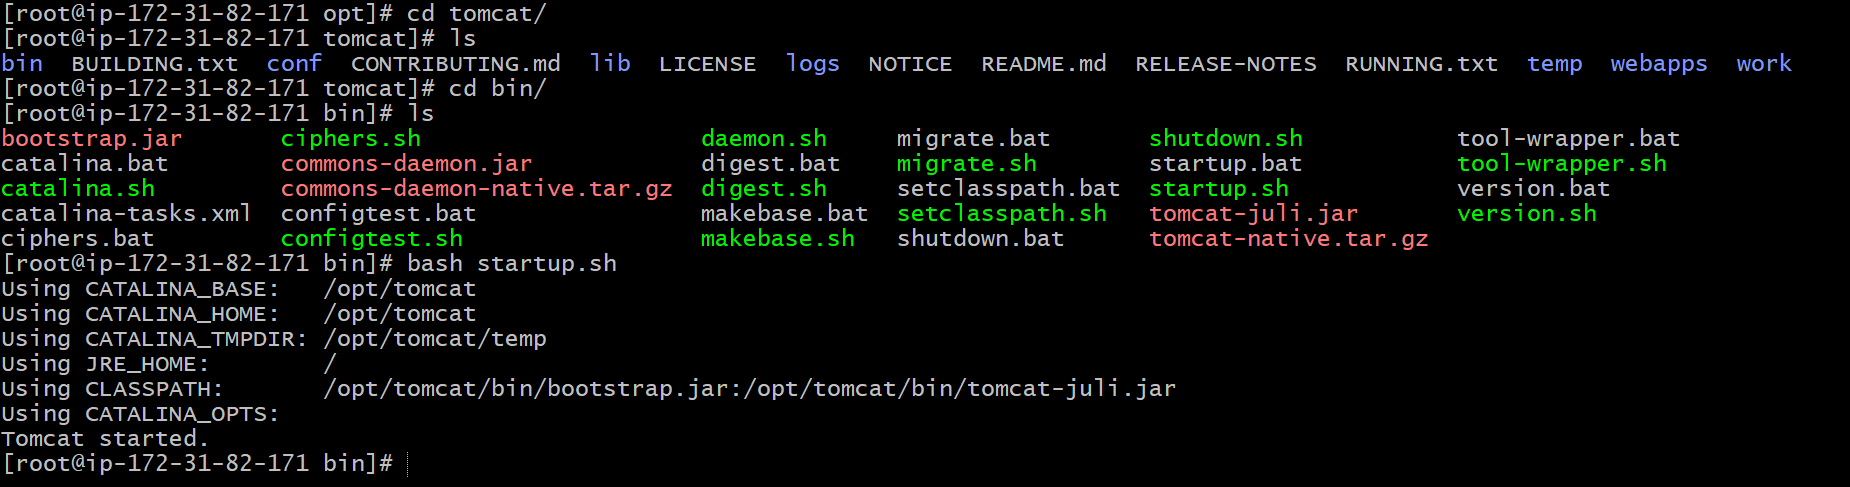 [root@ip-172-31-82-171 opt]# cd tomcat/
[root@ip-172-31-82-171 tomcat]# ls
bin  BUILDING.txt  conf  CONTRIBUTING.md  lib  LICENSE  logs  NOTICE  README.md  RELEASE-NOTES  RUNNING.txt  temp  webapps  work
[root@ip-172-31-82-171 tomcat]# cd bin/
[root@ip-172-31-82-171 bin]# ls
bootstrap.jar       ciphers.sh                    daemon.sh     migrate.bat       shutdown.sh           tool-wrapper.bat
catalina.bat        commons-daemon.jar            digest.bat    migrate.sh        startup.bat           tool-wrapper.sh
catalina.sh         commons-daemon-native.tar.gz  digest.sh     setclasspath.bat  startup.sh            version.bat
catalina-tasks.xml  configtest.bat                makebase.bat  setclasspath.sh   tomcat-juli.jar       version.sh
ciphers.bat         configtest.sh                 makebase.sh   shutdown.bat      tomcat-native.tar.gz
[root@ip-172-31-82-171 bin]# bash startup.sh
Using CATALINA_BASE:   /opt/tomcat
Using CATALINA_HOME:   /opt/tomcat
Using CATALINA_TMPDIR: /opt/tomcat/temp
Using JRE_HOME:        /
Using CLASSPATH:       /opt/tomcat/bin/bootstrap.jar:/opt/tomcat/bin/tomcat-juli.jar
Using CATALINA_OPTS:
Tomcat started.
[root@ip-172-31-82-171 bin]#